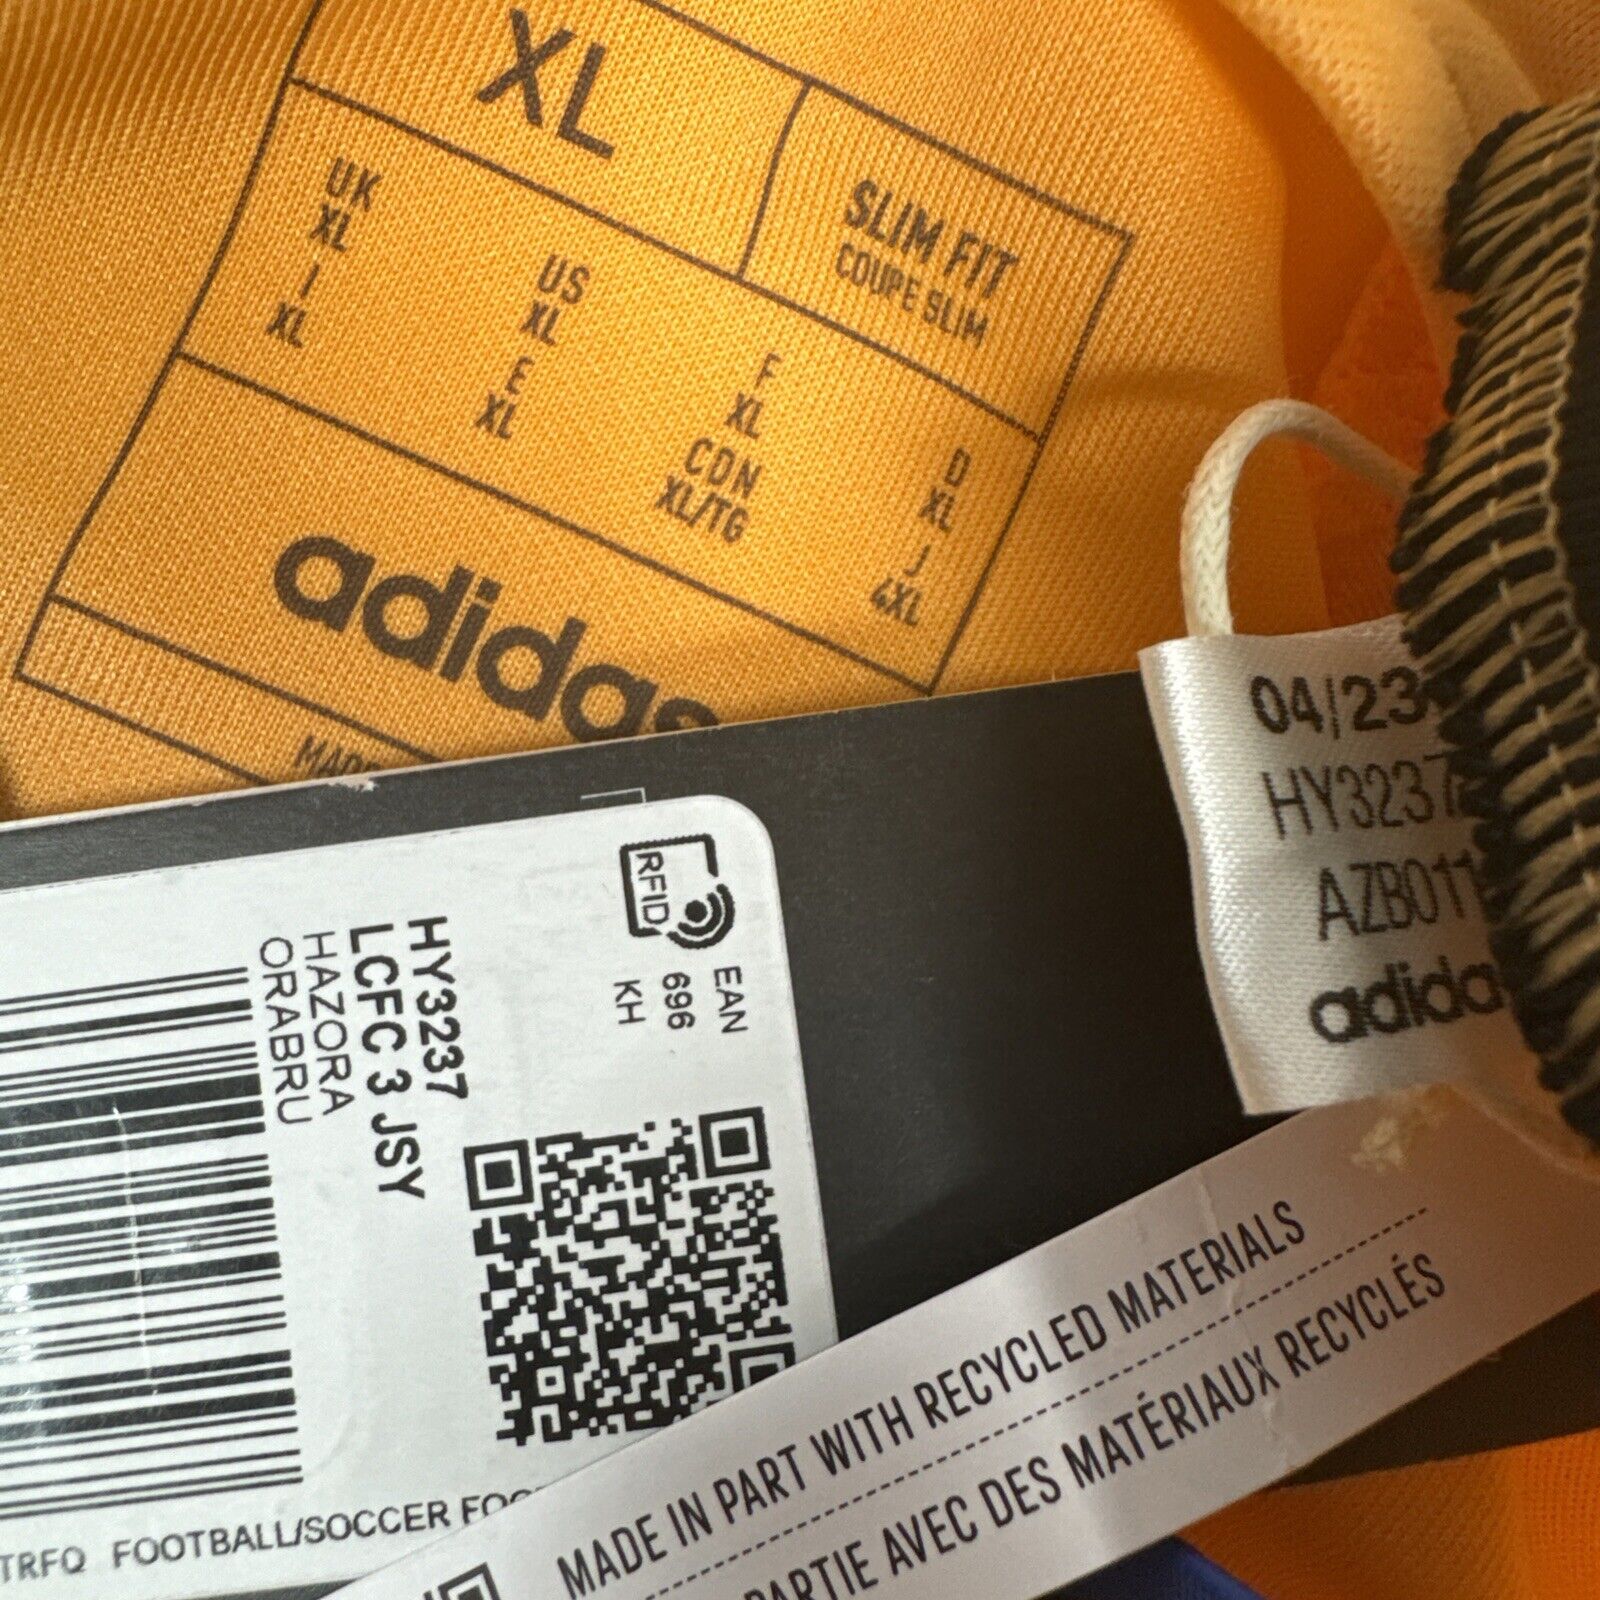 XL
SLIM FIT
COUPE SLIM
UK
XL
US
XL
F
XL
D
XL
I
XL
E
XL
CDN
XL/TG
J
4XL
adidas
04/23
HY3237
AZB011
adidas
RFID
EAN
696
KH
HY3237
LCFC 3 JSY
HAZORA
ORABRU
TRFQ FOOTBALL/SOCCER
MADE IN PART WITH RECYCLED MATERIALS
PARTIE AVEC DES MATÉRIAUX RECYCLÉS